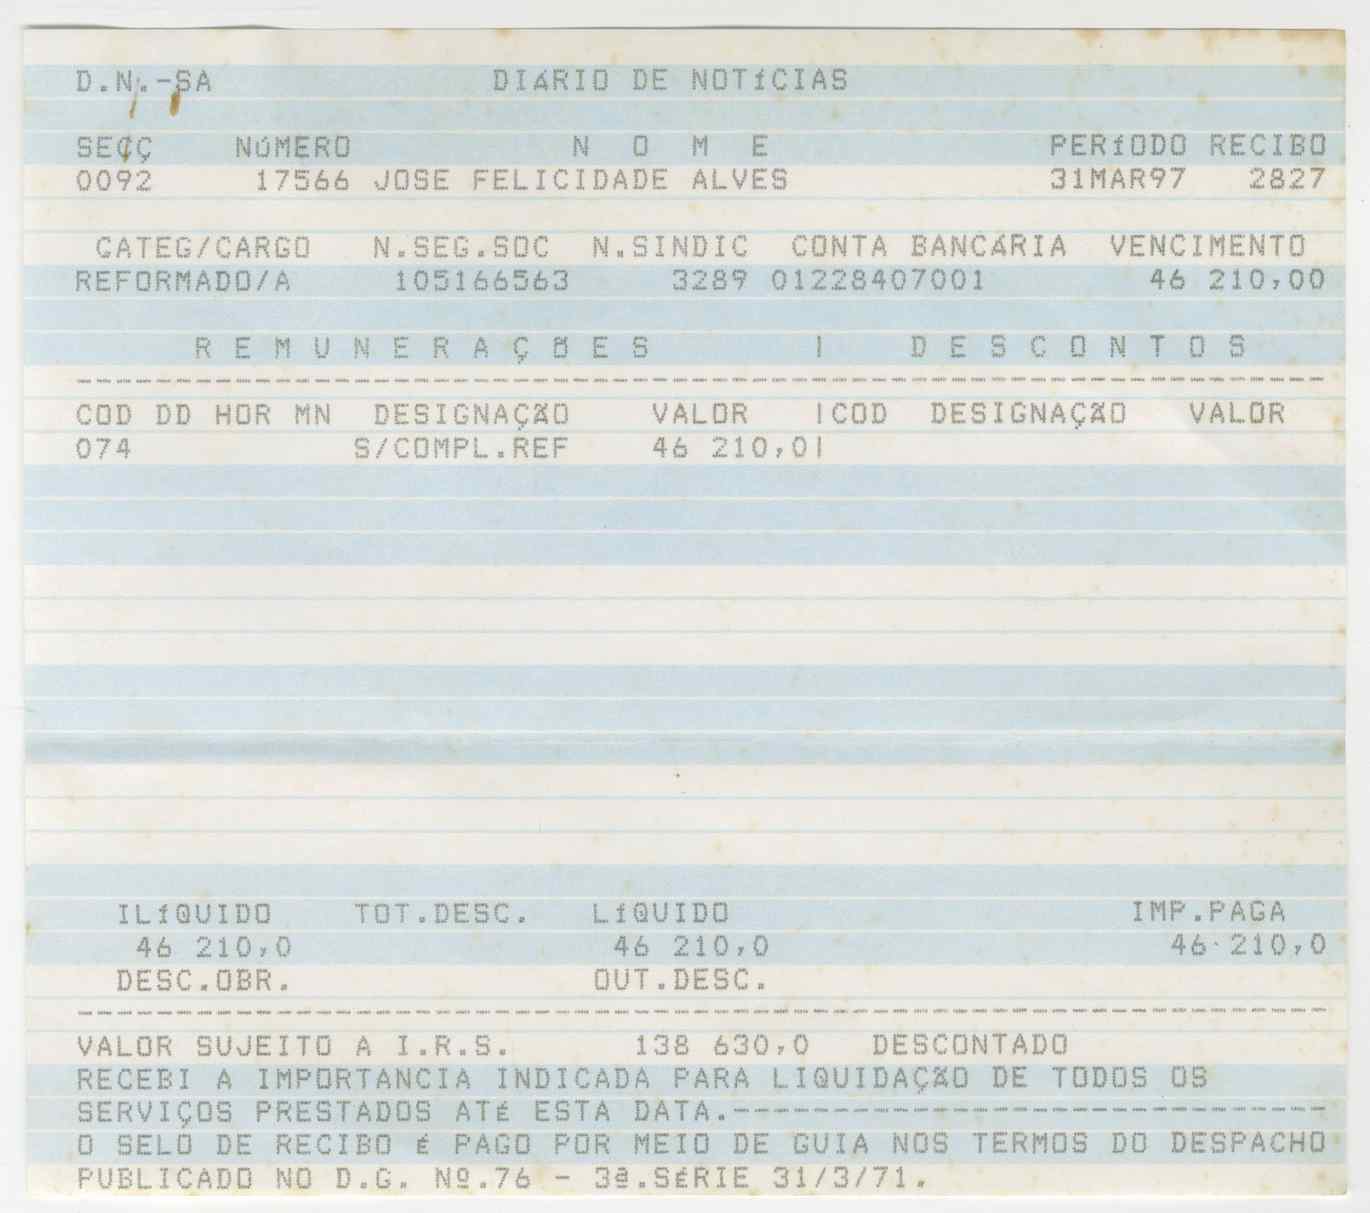 D.N.-SA DIÁRIO DE NOTÍCIAS
SECÇ NÚMERO N O M E PERÍODO RECIBO
0092 17566 JOSE FELICIDADE ALVES 31MAR97 2827
CATEG/CARGO N.SEG.SOC N.SINDIC CONTA BANCÁRIA VENCIMENTO
REFORMADO/A 105166563 3289 01228407001 46 210,00
R E M U N E R A Ç Õ E S | D E S C O N T O S
COD DD HOR MN DESIGNAÇÃO VALOR |COD DESIGNAÇÃO VALOR
074 S/COMPL.REF 46 210,0|
ILÍQUIDO TOT.DESC. LÍQUIDO IMP.PAGA
46 210,0 46 210,0 46 210,0
DESC.OBR. OUT.DESC.
VALOR SUJEITO A I.R.S. 138 630,0 DESCONTADO
RECEBI A IMPORTANCIA INDICADA PARA LIQUIDAÇÃO DE TODOS OS
SERVIÇOS PRESTADOS ATÉ ESTA DATA.------------------------------
O SELO DE RECIBO É PAGO POR MEIO DE GUIA NOS TERMOS DO DESPACHO
PUBLICADO NO D.G. Nº.76 - 3ª.SÉRIE 31/3/71.